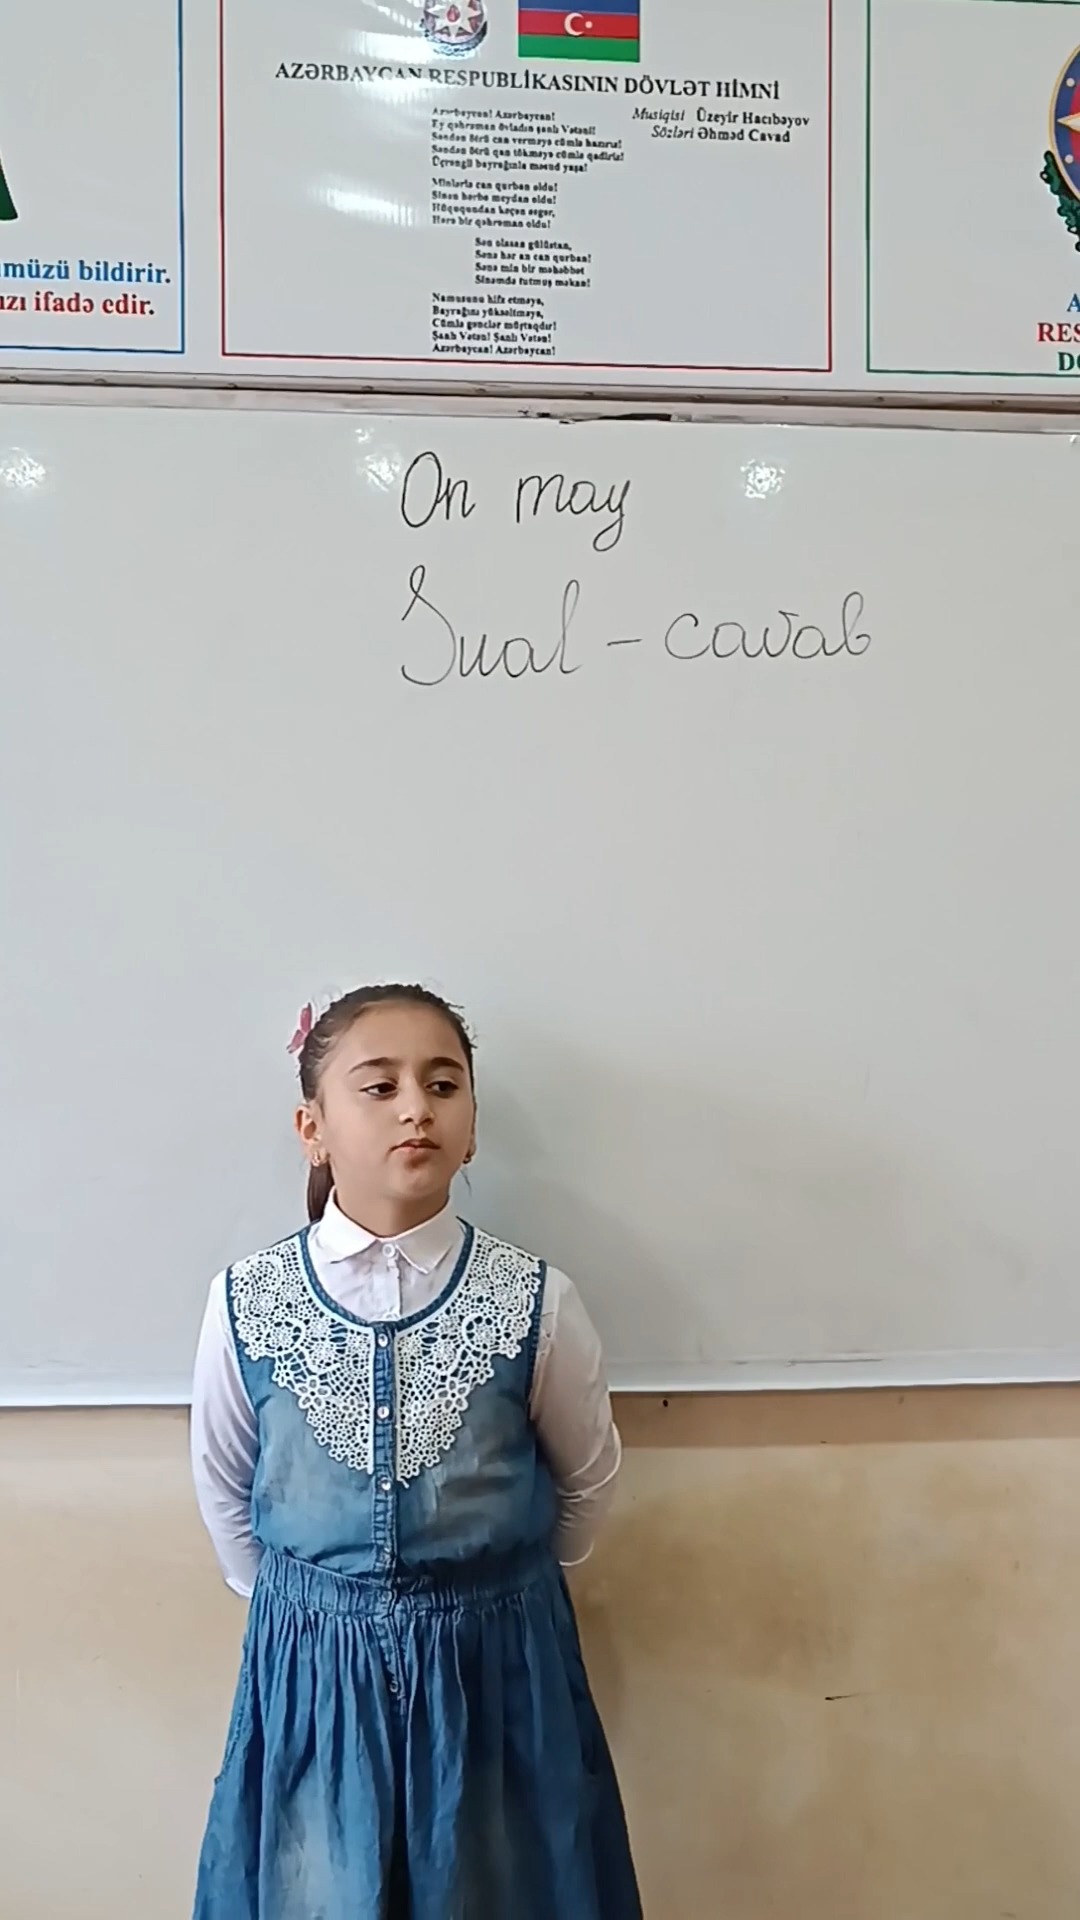 AZƏRBAYCAN RESPUBLİKASININ DÖVLƏT HİMNİ
Musiqisi Üzeyir Hacıbəyov
Sözləri Əhməd Cavad
Azərbaycan! Azərbaycan!
Ey qəhrəman övladın şanlı Vətəni!
Səndən ötrü can verməyə cümlə hazırız!
Səndən ötrü qan tökməyə cümlə qadiriz!
Üçrəngli bayrağınla məsud yaşa!
Minlərlə can qurban oldu!
Sinən hərbə meydan oldu!
Hüququndan keçən əsgər,
Hərə bir qəhrəman oldu!
Sən olasan gülüstan,
Sənə hər an can qurban!
Sənə min bir məhəbbət
Sinəmdə tutmuş məkan!
Namusunu hifz etməyə,
Bayrağını yüksəltməyə,
Cümlə gənclər müştaqdır!
Şanlı Vətən! Şanlı Vətən!
Azərbaycan! Azərbaycan!
müzü bildirir.
ızı ifadə edir.
A
RES
DÖ
On may
Sual - cavab